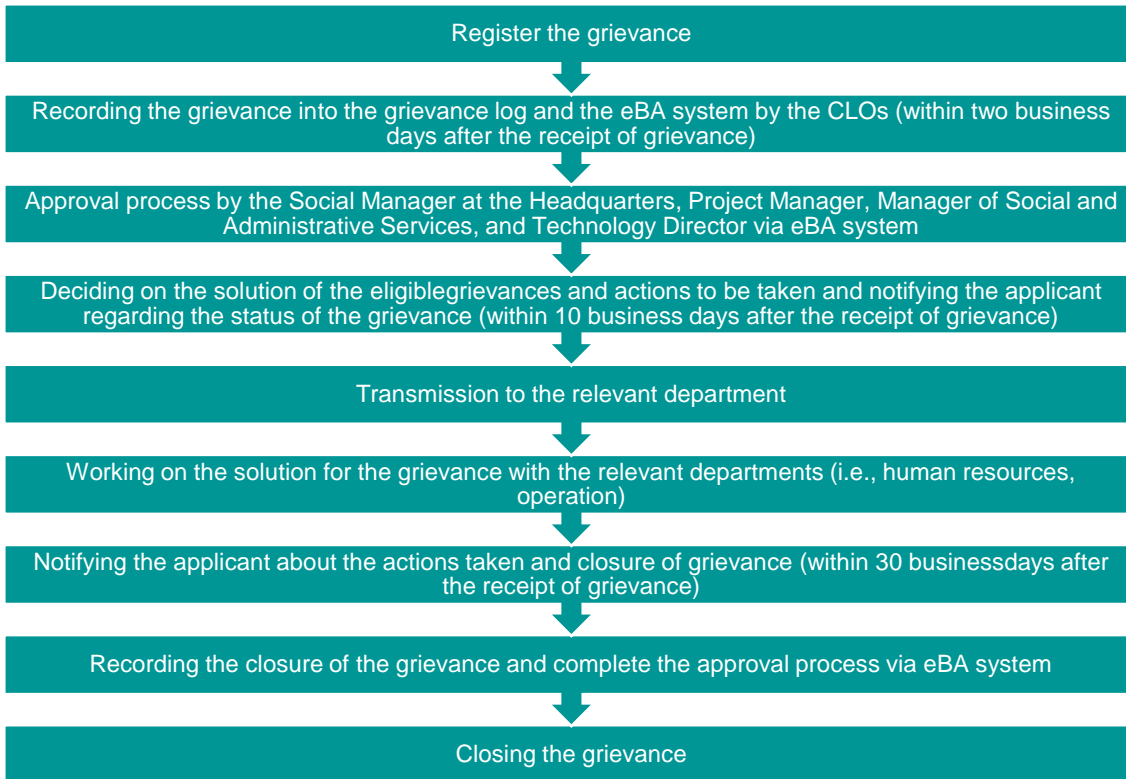 Register the grievance
Recording the grievance into the grievance log and the eBA system by the CLOs (within two business
days after the receipt of grievance)
Approval process by the Social Manager at the Headquarters, Project Manager, Manager of Social and
Administrative Services, and Technology Director via eBA system
Deciding on the solution of the eligiblegrievances and actions to be taken and notifying the applicant
regarding the status of the grievance (within 10 business days after the receipt of grievance)
Transmission to the relevant department
Working on the solution for the grievance with the relevant departments (i.e., human resources,
operation)
Notifying the applicant about the actions taken and closure of grievance (within 30 businessdays after
the receipt of grievance)
Recording the closure of the grievance and complete the approval process via eBA system
Closing the grievance